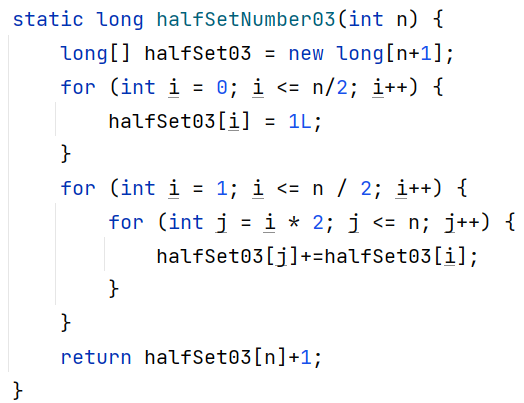 static long halfSetNumber03(int n) {
    long[] halfSet03 = new long[n+1];
    for (int i = 0; i <= n/2; i++) {
        halfSet03[i] = 1L;
    }
    for (int i = 1; i <= n / 2; i++) {
        for (int j = i * 2; j <= n; j++) {
            halfSet03[j]+=halfSet03[i];
        }
    }
    return halfSet03[n]+1;
}